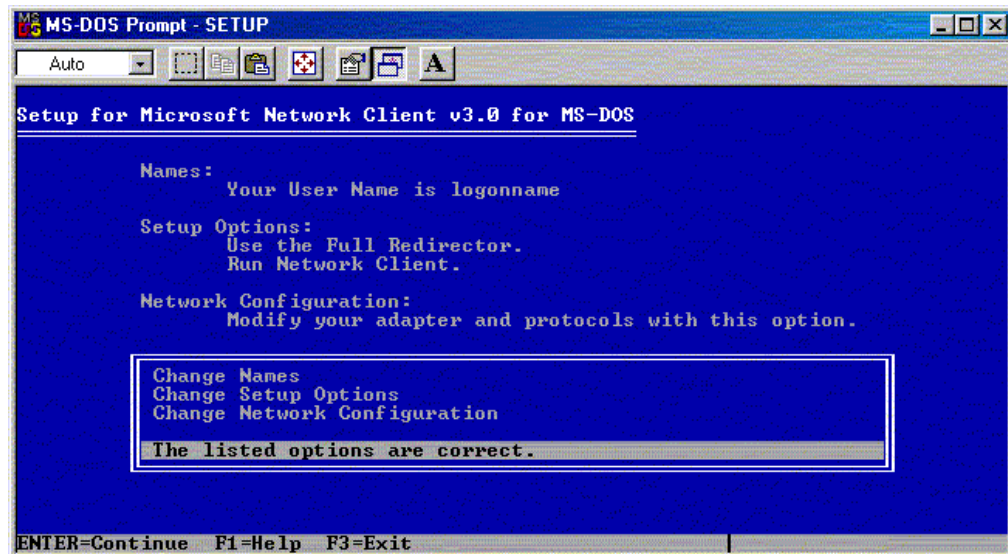 MS-DOS Prompt - SETUP
Auto
A
Setup for Microsoft Network Client v3.0 for MS-DOS
Names:
Your User Name is logonname
Setup Options:
Use the Full Redirector.
Run Network Client.
Network Configuration:
Modify your adapter and protocols with this option.
Change Names
Change Setup Options
Change Network Configuration
The listed options are correct.
ENTER=Continue F1=Help F3=Exit